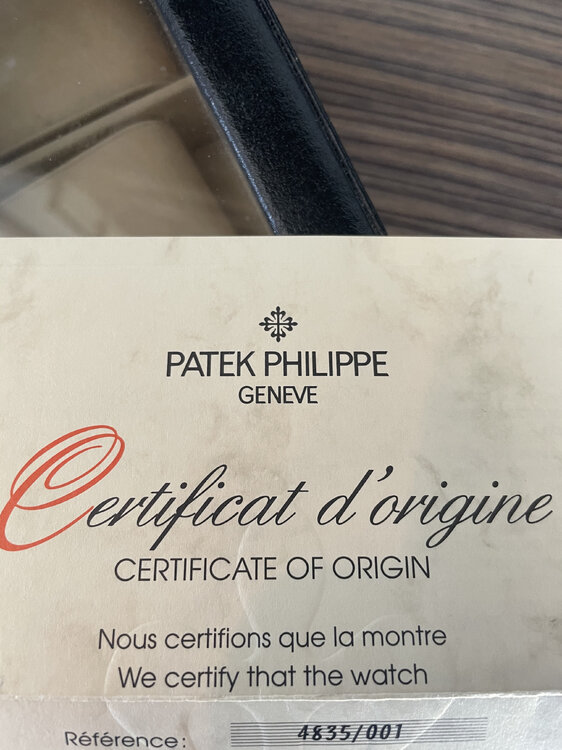 PATEK PHILIPPE
GENEVE
Certificat d'origine
CERTIFICATE OF ORIGIN
Nous certifions que la montre
We certify that the watch
Référence: 4835/001